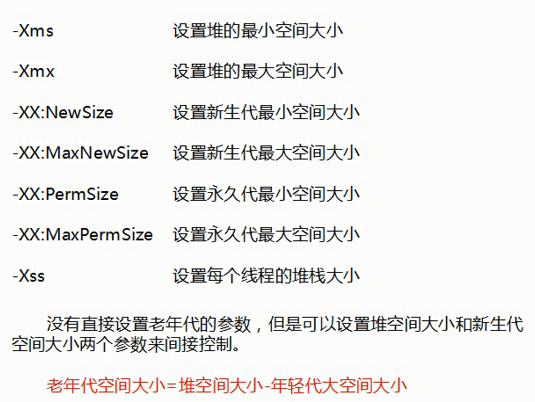 -Xms 设置堆的最小空间大小
-Xmx 设置堆的最大空间大小
-XX:NewSize 设置新生代最小空间大小
-XX:MaxNewSize 设置新生代最大空间大小
-XX:PermSize 设置永久代最小空间大小
-XX:MaxPermSize 设置永久代最大空间大小
-Xss 设置每个线程的堆栈大小
没有直接设置老年代的参数，但是可以设置堆空间大小和新生代
空间大小两个参数来间接控制。
老年代空间大小=堆空间大小-年轻代大空间大小